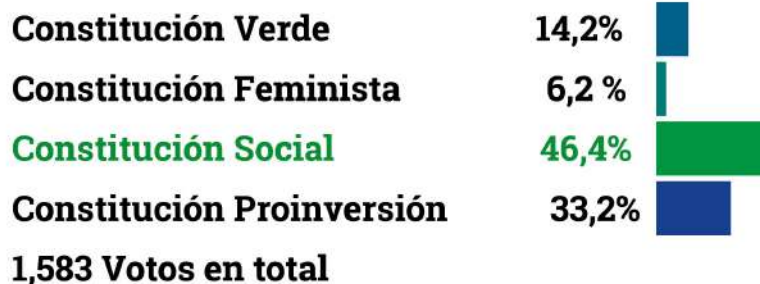 Constitución Verde 14,2%
Constitución Feminista 6,2 %
Constitución Social 46,4%
Constitución Proinversión 33,2%
1,583 Votos en total